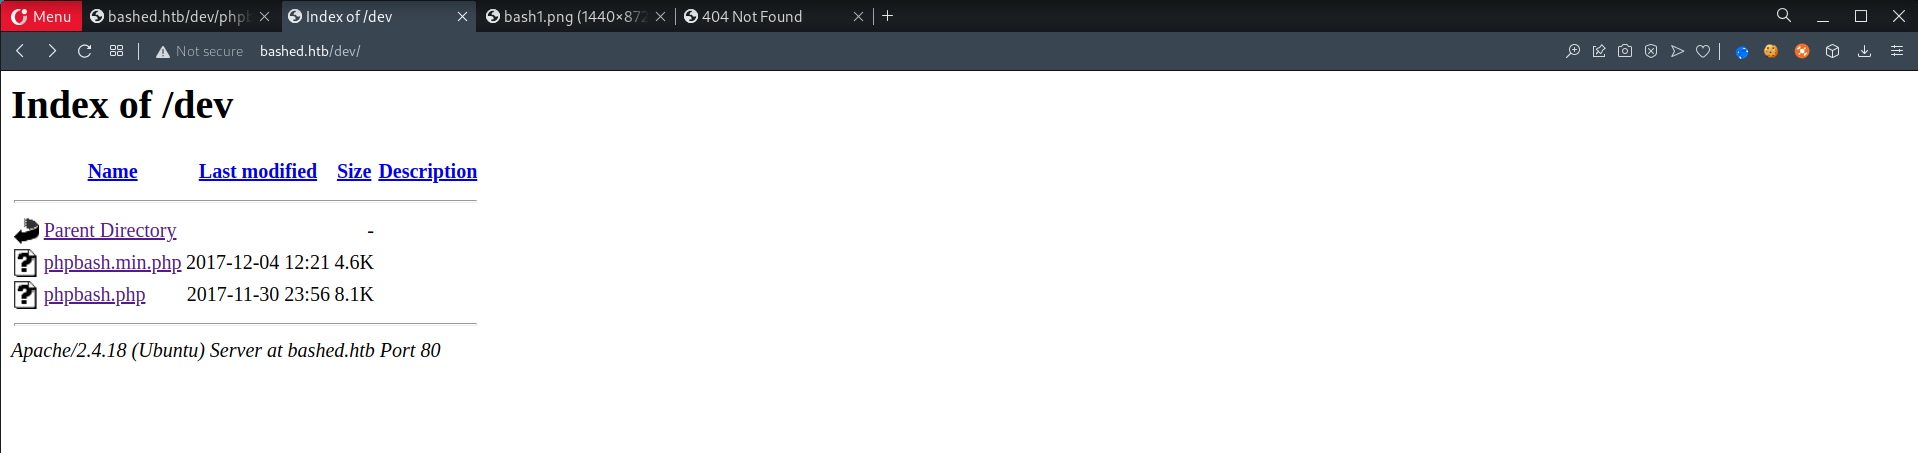 Menu bashed.htb/dev/phpb Index of /dev bash1.png (1440×872 404 Not Found
Not secure bashed.htb/dev/
Index of /dev
Name Last modified Size Description
Parent Directory -
phpbash.min.php 2017-12-04 12:21 4.6K
phpbash.php 2017-11-30 23:56 8.1K
Apache/2.4.18 (Ubuntu) Server at bashed.htb Port 80